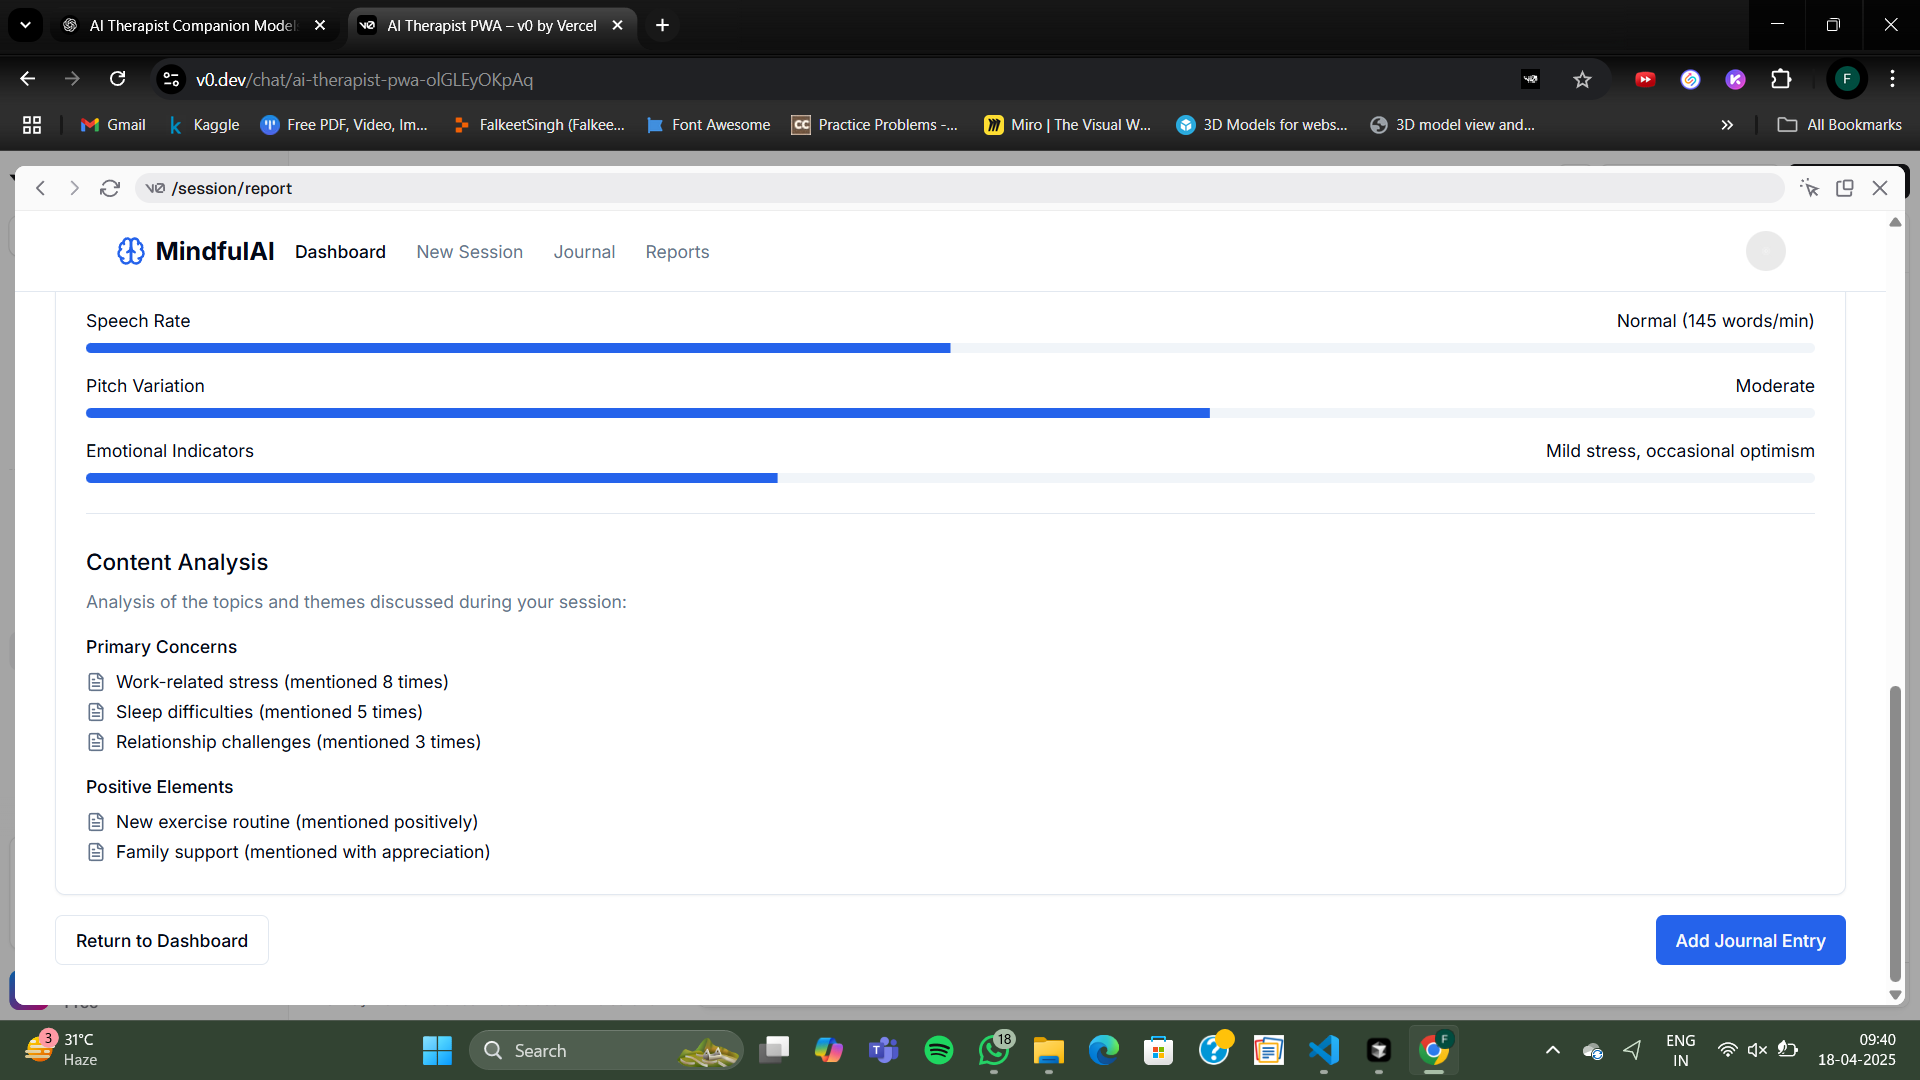 AI Therapist Companion Model
AI Therapist PWA – v0 by Vercel
v0.dev/chat/ai-therapist-pwa-olGLEyOKpAq
F
Gmail
Kaggle
Free PDF, Video, Im...
FalkeetSingh (Falkee...
Font Awesome
CC Practice Problems -...
Miro | The Visual W...
3D Models for webs...
3D model view and...
All Bookmarks
v0 /session/report
MindfulAI
Dashboard
New Session
Journal
Reports
Speech Rate
Normal (145 words/min)
Pitch Variation
Moderate
Emotional Indicators
Mild stress, occasional optimism
Content Analysis
Analysis of the topics and themes discussed during your session:
Primary Concerns
Work-related stress (mentioned 8 times)
Sleep difficulties (mentioned 5 times)
Relationship challenges (mentioned 3 times)
Positive Elements
New exercise routine (mentioned positively)
Family support (mentioned with appreciation)
Return to Dashboard
Add Journal Entry
3
31°C
Haze
Search
18
F
ENG
IN
09:40
18-04-2025